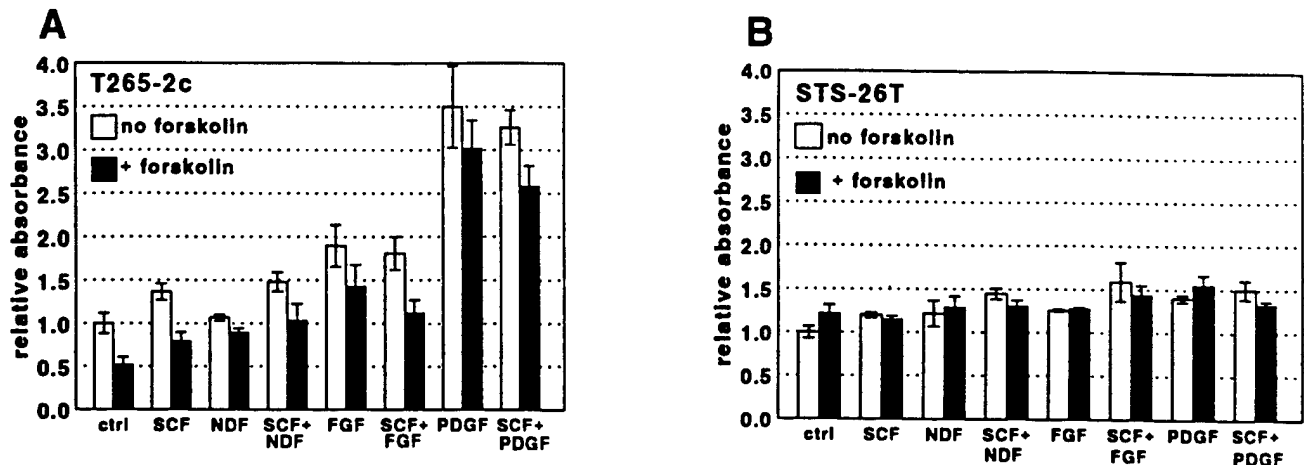 A
relative absorbance
4.0
3.5
3.0
2.5
2.0
1.5
1.0
0.5
0.0
T265-2c
no forskolin
+ forskolin
ctrl SCF NDF SCF+ FGF SCF+ PDGF SCF+
NDF FGF PDGF
B
relative absorbance
4.0
3.5
3.0
2.5
2.0
1.5
1.0
0.5
0.0
STS-26T
no forskolin
+ forskolin
ctrl SCF NDF SCF+ FGF SCF+ PDGF SCF+
NDF FGF PDGF